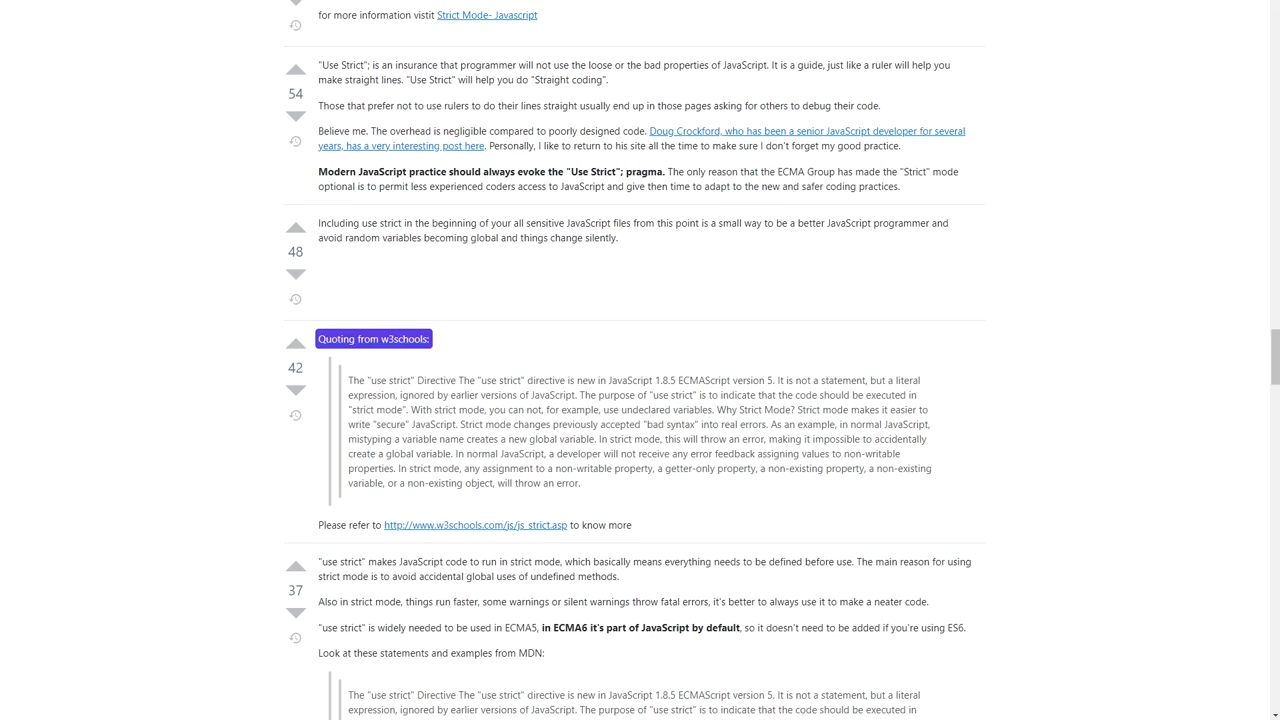 for more information vistit Strict Mode- Javascript
"Use Strict"; is an insurance that programmer will not use the loose or the bad properties of JavaScript. It is a guide, just like a ruler will help you
make straight lines. "Use Strict" will help you do "Straight coding".
54
Those that prefer not to use rulers to do their lines straight usually end up in those pages asking for others to debug their code.
Believe me. The overhead is negligible compared to poorly designed code. Doug Crockford, who has been a senior JavaScript developer for several
years, has a very interesting post here. Personally, I like to return to his site all the time to make sure I don't forget my good practice.
Modern JavaScript practice should always evoke the "Use Strict"; pragma. The only reason that the ECMA Group has made the "Strict" mode
optional is to permit less experienced coders access to JavaScript and give then time to adapt to the new and safer coding practices.
Including use strict in the beginning of your all sensitive JavaScript files from this point is a small way to be a better JavaScript programmer and
avoid random variables becoming global and things change silently.
48
Quoting from w3schools:
42
The "use strict" Directive The "use strict" directive is new in JavaScript 1.8.5 ECMAScript version 5. It is not a statement, but a literal
expression, ignored by earlier versions of JavaScript. The purpose of "use strict" is to indicate that the code should be executed in
"strict mode". With strict mode, you can not, for example, use undeclared variables. Why Strict Mode? Strict mode makes it easier to
write "secure" JavaScript. Strict mode changes previously accepted "bad syntax" into real errors. As an example, in normal JavaScript,
mistyping a variable name creates a new global variable. In strict mode, this will throw an error, making it impossible to accidentally
create a global variable. In normal JavaScript, a developer will not receive any error feedback assigning values to non-writable
properties. In strict mode, any assignment to a non-writable property, a getter-only property, a non-existing property, a non-existing
variable, or a non-existing object, will throw an error.
Please refer to http://www.w3schools.com/js/js_strict.asp to know more
"use strict" makes JavaScript code to run in strict mode, which basically means everything needs to be defined before use. The main reason for using
strict mode is to avoid accidental global uses of undefined methods.
37
Also in strict mode, things run faster, some warnings or silent warnings throw fatal errors, it's better to always use it to make a neater code.
"use strict" is widely needed to be used in ECMA5, in ECMA6 it's part of JavaScript by default, so it doesn't need to be added if you're using ES6.
Look at these statements and examples from MDN:
The "use strict" Directive The "use strict" directive is new in JavaScript 1.8.5 ECMAScript version 5. It is not a statement, but a literal
expression, ignored by earlier versions of JavaScript. The purpose of "use strict" is to indicate that the code should be executed in